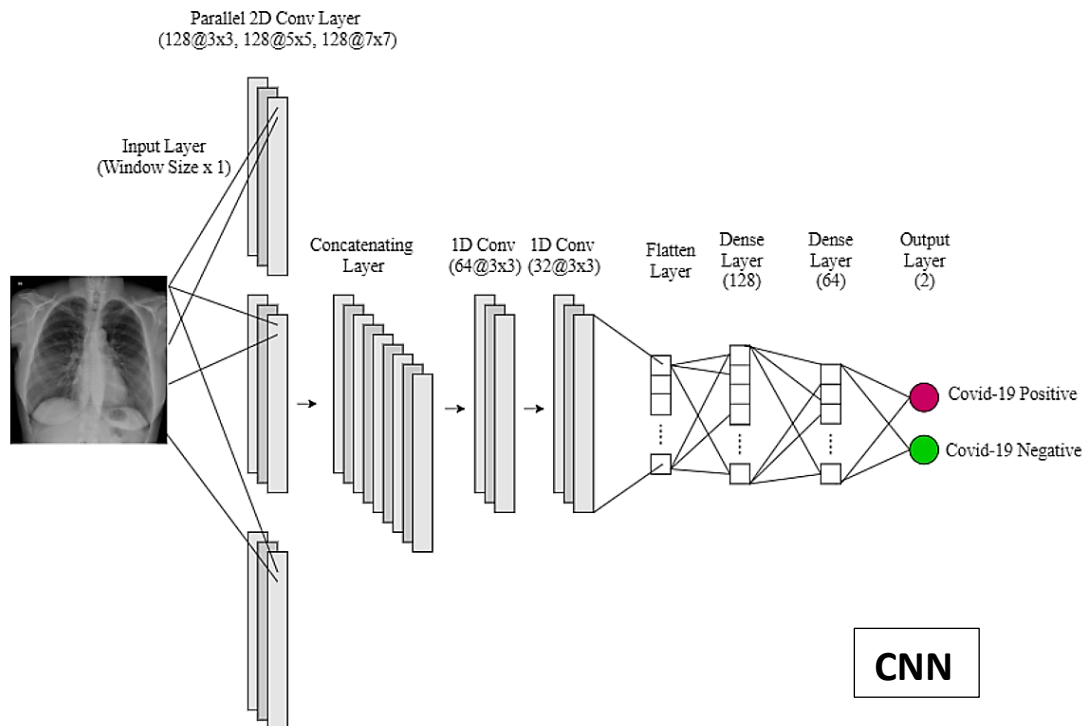 Parallel 2D Conv Layer
(128@3x3, 128@5x5, 128@7x7)
Input Layer
(Window Size x 1)
Concatenating
Layer
1D Conv
(64@3x3)
1D Conv
(32@3x3)
Flatten
Layer
Dense
Layer
(128)
Dense
Layer
(64)
Output
Layer
(2)
Covid-19 Positive
Covid-19 Negative
CNN